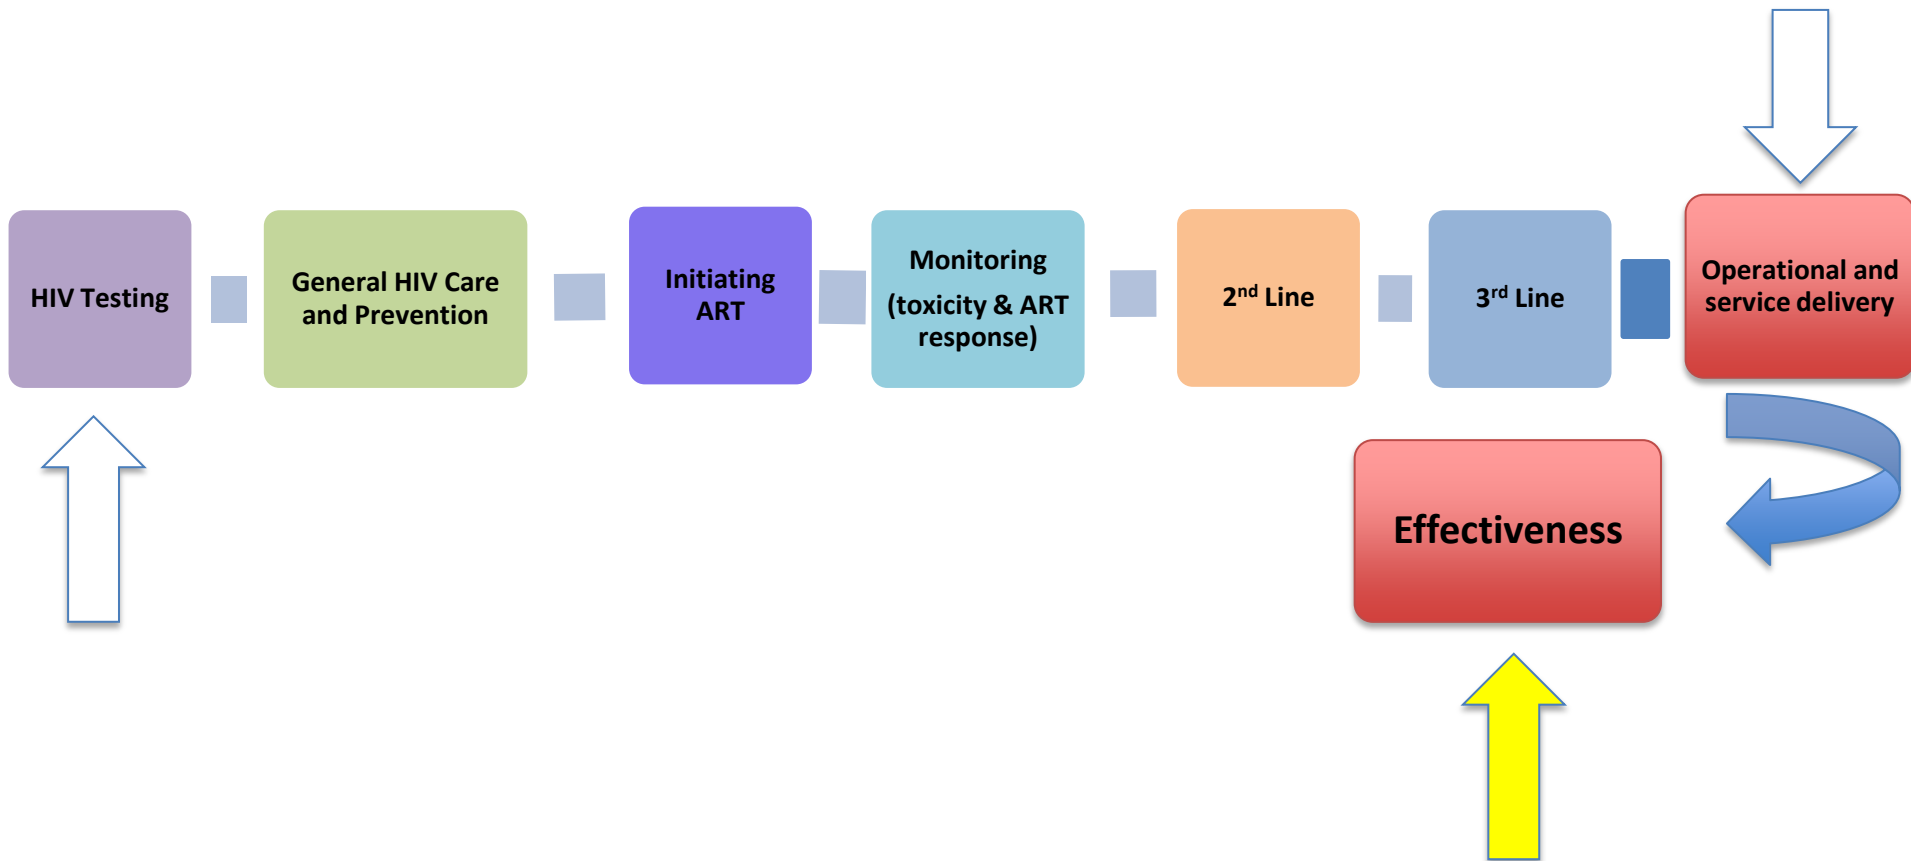 HIV Testing
General HIV Care
and Prevention
Initiating
ART
Monitoring
(toxicity & ART
response)
2nd Line
3rd Line
Operational and
service delivery
Effectiveness